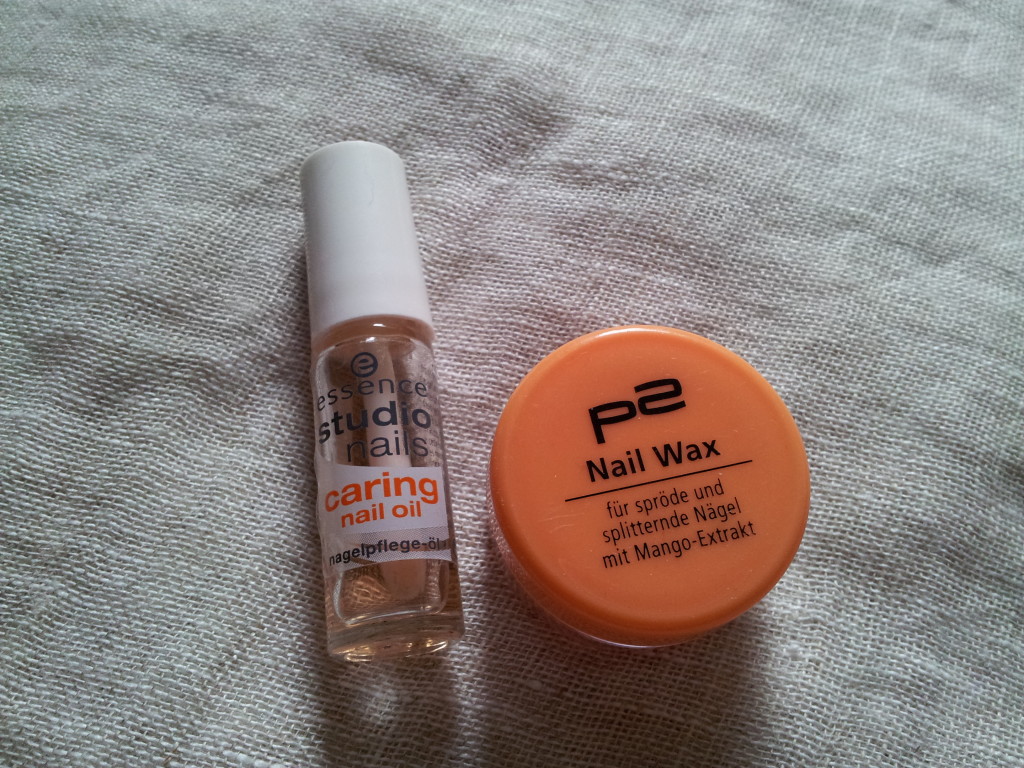 essence
studio
nails
caring
nail oil
nagelpflege-öl
p2
Nail Wax
für spröde und
splitternde Nägel
mit Mango-Extrakt